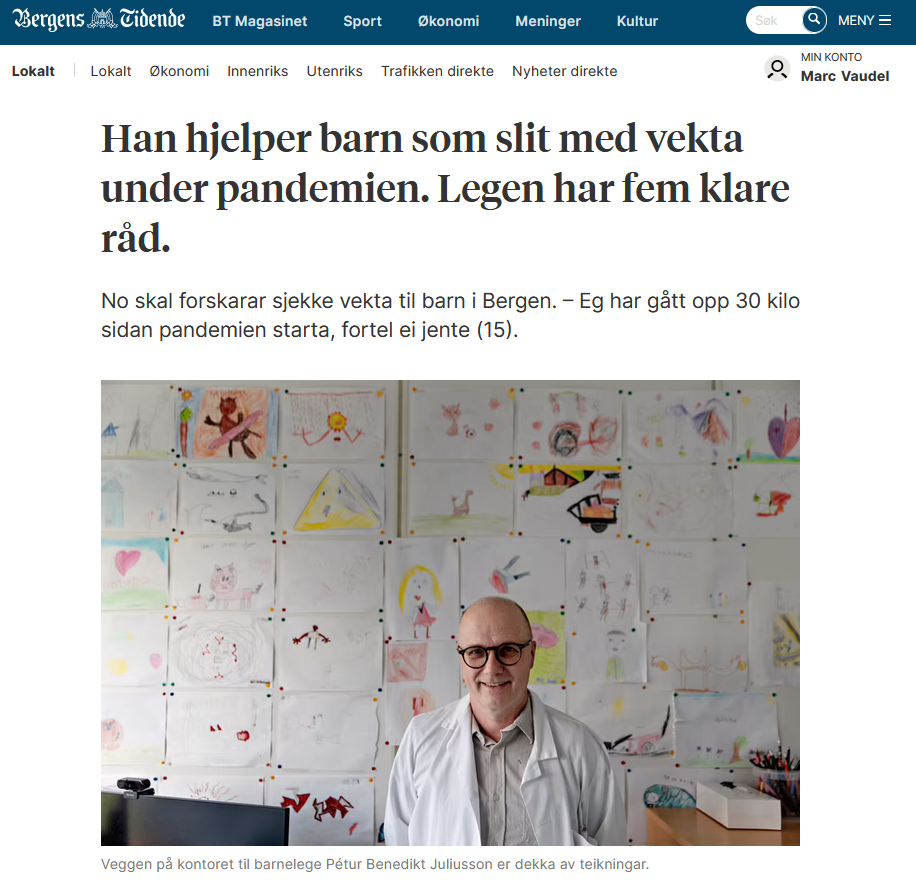 Bergens Tidende
BT Magasinet Sport Økonomi Meninger Kultur
Søk
MENY
Lokalt Lokalt Økonomi Innenriks Utenriks Trafikken direkte Nyheter direkte
MIN KONTO
Marc Vaudel
Han hjelper barn som slit med vekta
under pandemien. Legen har fem klare
råd.
No skal forskarar sjekke vekta til barn i Bergen. – Eg har gått opp 30 kilo
sidan pandemien starta, fortel ei jente (15).
Veggen på kontoret til barnelege Pétur Benedikt Juliusson er dekka av teikningar.